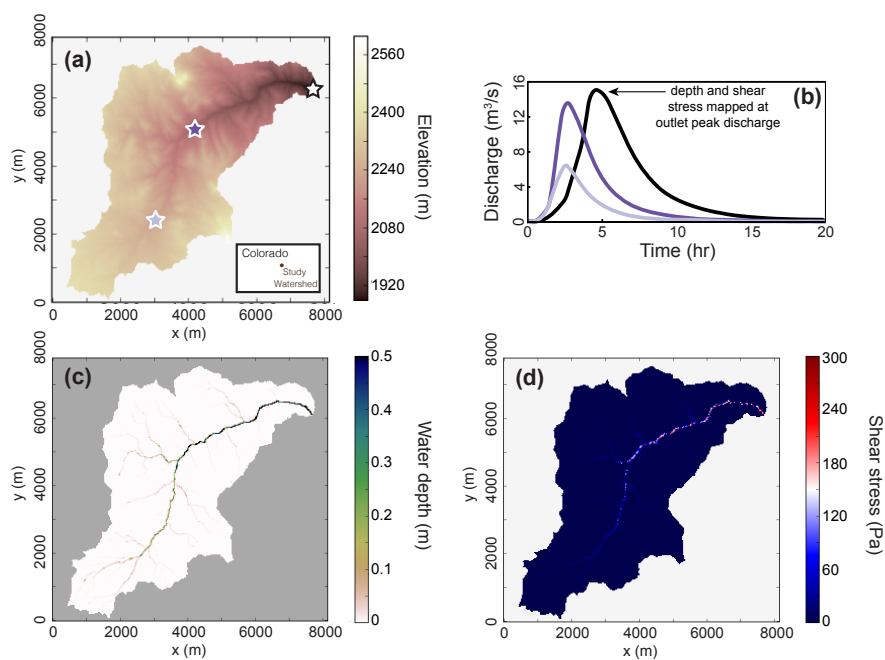 (a)
8000
6000
4000
2000
0
y (m)
0 2000 4000 6000 8000
x (m)
Colorado
Study
Watershed
2560
2400
2240
2080
1920
Elevation (m)
(b)
16
12
8
4
0
Discharge (m³/s)
depth and shear
stress mapped at
outlet peak discharge
0 5 10 15 20
Time (hr)
(c)
8000
6000
4000
2000
0
y (m)
0 2000 4000 6000 8000
x (m)
0.5
0.4
0.3
0.2
0.1
0
Water depth (m)
(d)
8000
6000
4000
2000
0
y (m)
0 2000 4000 6000 8000
x (m)
300
240
180
120
60
0
Shear stress (Pa)